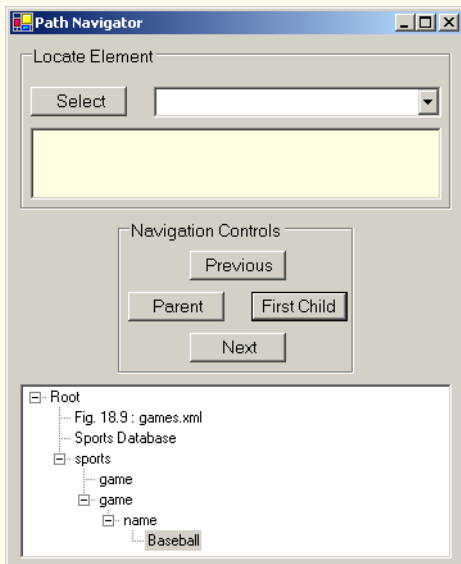 Path Navigator
Locate Element
Select
Navigation Controls
Previous
Parent First Child
Next
Root
Fig. 18.9 : games.xml
Sports Database
sports
game
game
name
Baseball